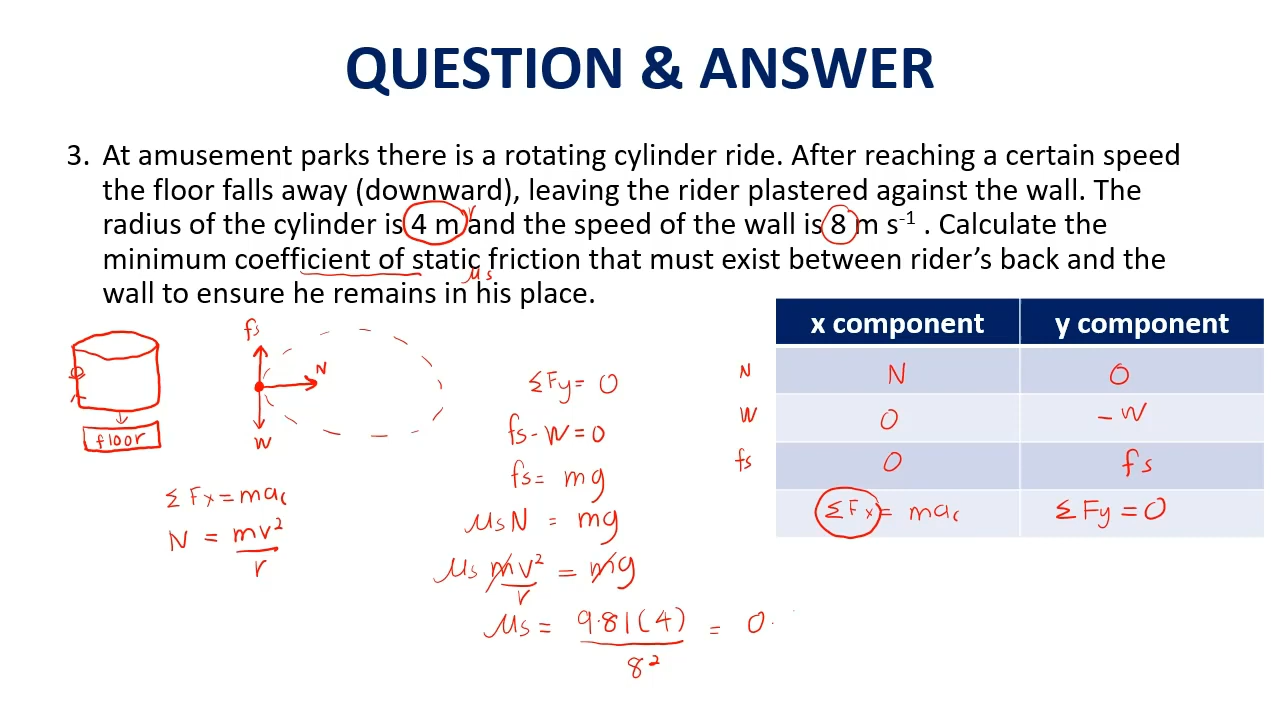 QUESTION & ANSWER
3. At amusement parks there is a rotating cylinder ride. After reaching a certain speed
the floor falls away (downward), leaving the rider plastered against the wall. The
radius of the cylinder is 4 m and the speed of the wall is 8 m s⁻¹ . Calculate the
r
minimum coefficient of static friction that must exist between rider's back and the
μs
wall to ensure he remains in his place.
floor
fs
N
W
ΣFx = mac
N = mv²/r
ΣFy = 0
fs - W = 0
fs = mg
μsN = mg
μs mv²/r = mg
μs = 9.81(4)/8² = 0.
x component y component
N N 0
W 0 -W
fs 0 fs
ΣFx = mac ΣFy = 0